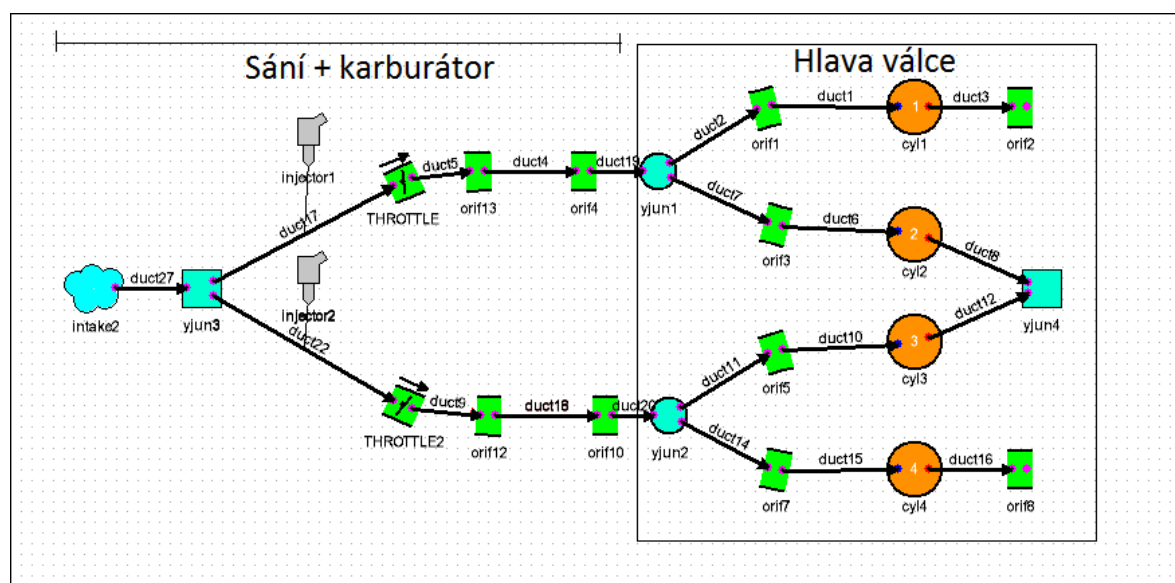 Sání + karburátor
Hlava válce
duct2
orif1
duct1
1
cyl1
duct3
orif2
injector1
duct17
THROTTLE
duct5
orif13
duct4
orif4
duct19
yjun1
duct7
orif3
duct6
2
cyl2
duct8
intake2
duct27
yjun3
injector2
duct22
THROTTLE2
duct9
orif12
duct18
orif10
duct20
yjun2
duct11
orif5
duct10
3
cyl3
duct12
yjun4
duct14
orif7
duct15
4
cyl4
duct16
orif8